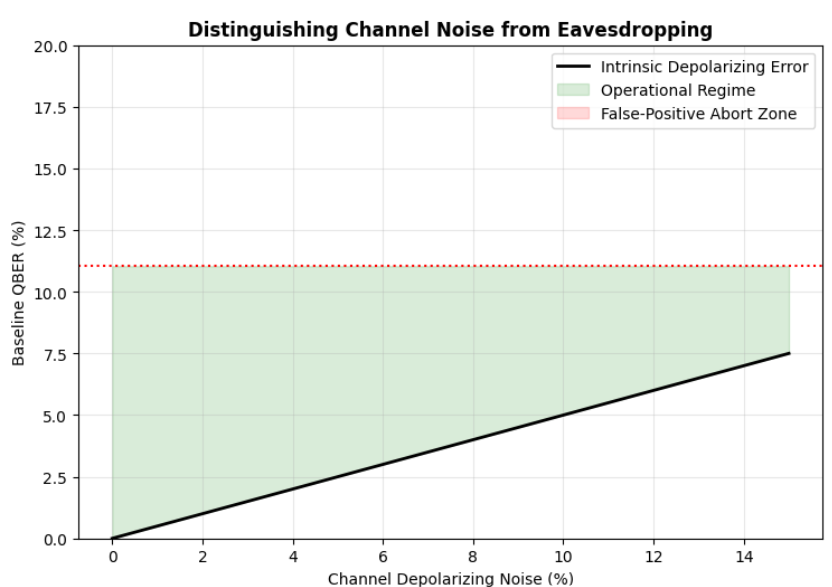 Distinguishing Channel Noise from Eavesdropping
20.0
17.5
15.0
12.5
10.0
7.5
5.0
2.5
0.0
Baseline QBER (%)
Intrinsic Depolarizing Error
Operational Regime
False-Positive Abort Zone
0 2 4 6 8 10 12 14
Channel Depolarizing Noise (%)